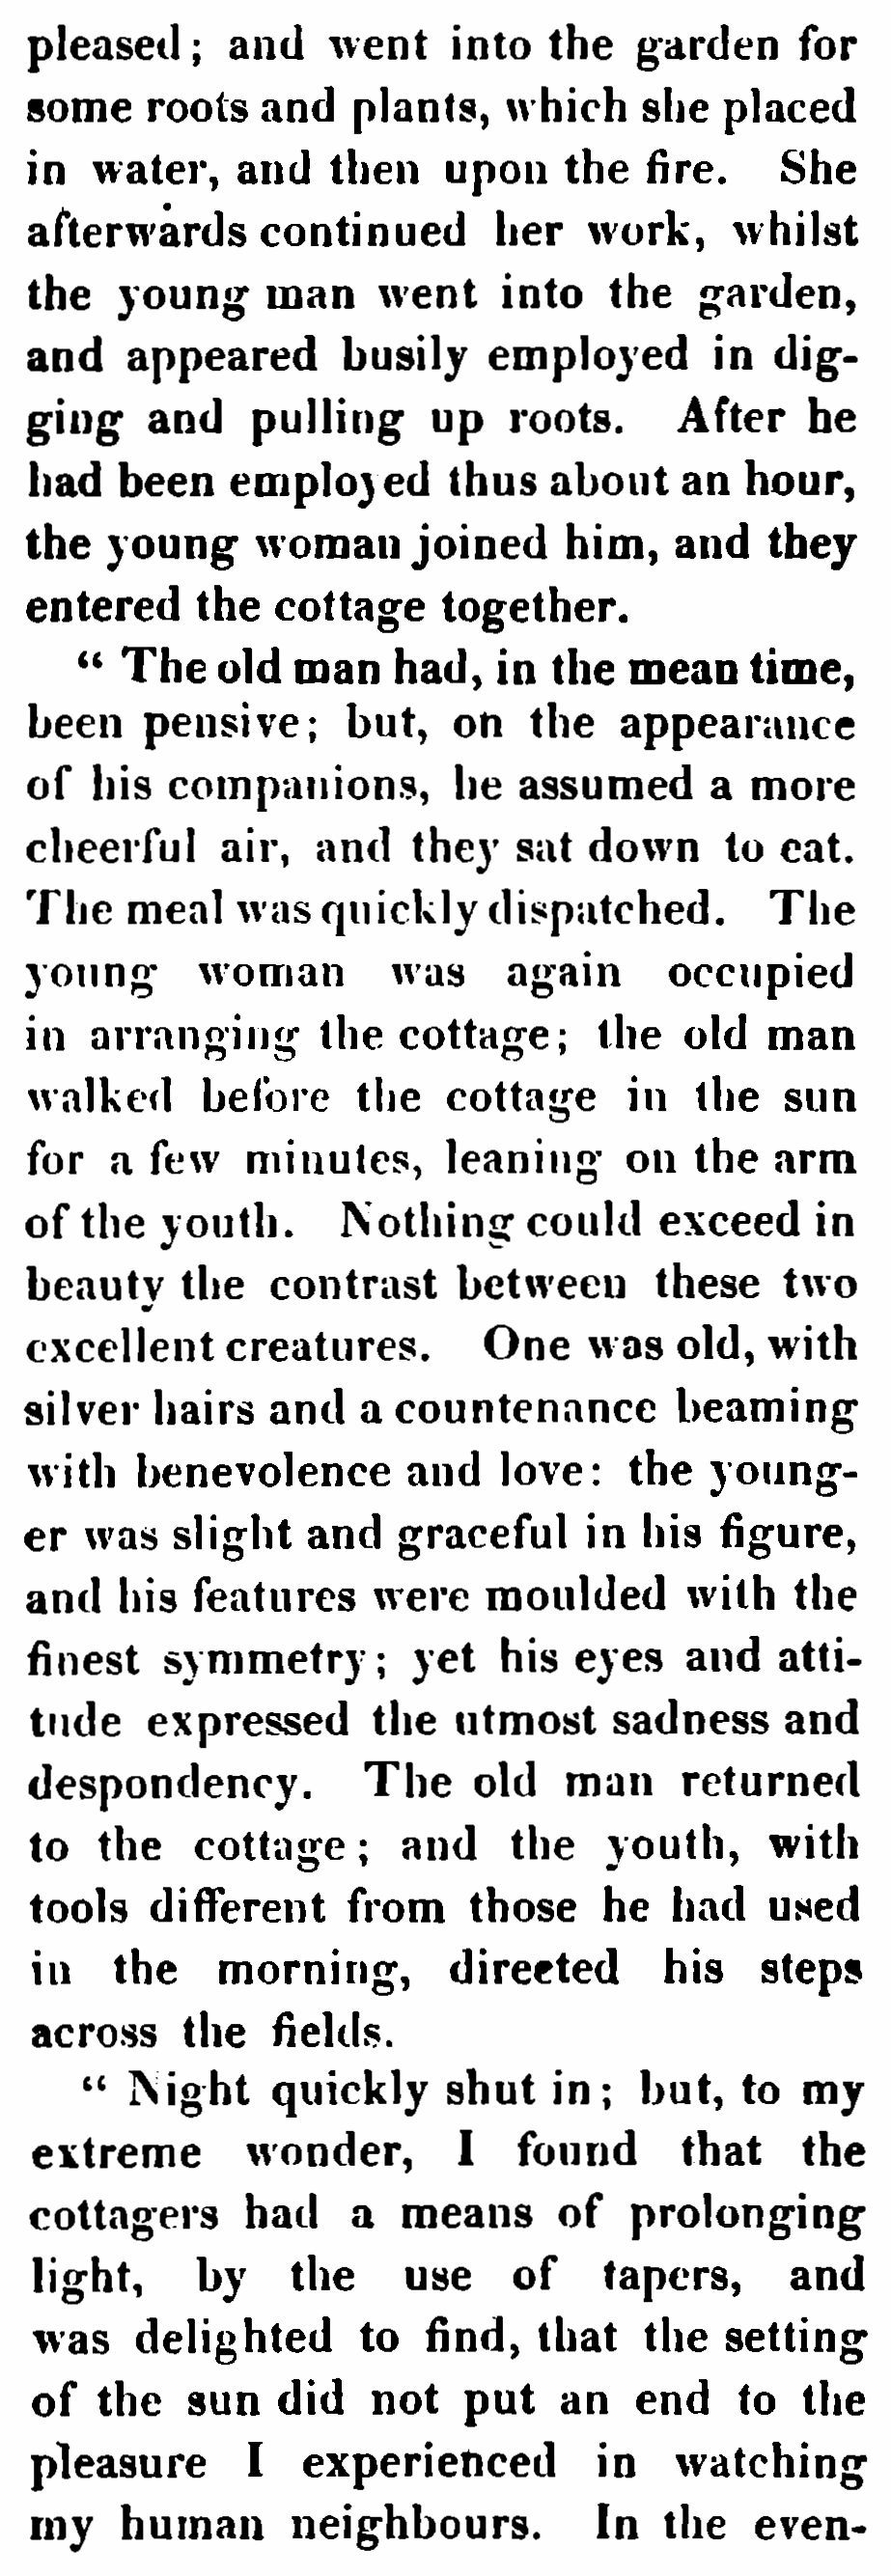 pleased; and went into the garden for
some roots and plants, which she placed
in water, and then upon the fire. She
afterwards continued her work, whilst
the young man went into the garden,
and appeared busily employed in dig-
ging and pulling up roots. After he
had been employed thus about an hour,
the young woman joined him, and they
entered the cottage together.
“ The old man had, in the mean time,
been pensive; but, on the appearance
of his companions, he assumed a more
cheerful air, and they sat down to eat.
The meal was quickly dispatched. The
young woman was again occupied
in arranging the cottage; the old man
walked before the cottage in the sun
for a few minutes, leaning on the arm
of the youth. Nothing could exceed in
beauty the contrast between these two
excellent creatures. One was old, with
silver hairs and a countenance beaming
with benevolence and love: the young-
er was slight and graceful in his figure,
and his features were moulded with the
finest symmetry; yet his eyes and atti-
tude expressed the utmost sadness and
despondency. The old man returned
to the cottage; and the youth, with
tools different from those he had used
in the morning, directed his steps
across the fields.
“ Night quickly shut in; but, to my
extreme wonder, I found that the
cottagers had a means of prolonging
light, by the use of tapers, and
was delighted to find, that the setting
of the sun did not put an end to the
pleasure I experienced in watching
my human neighbours. In the even-